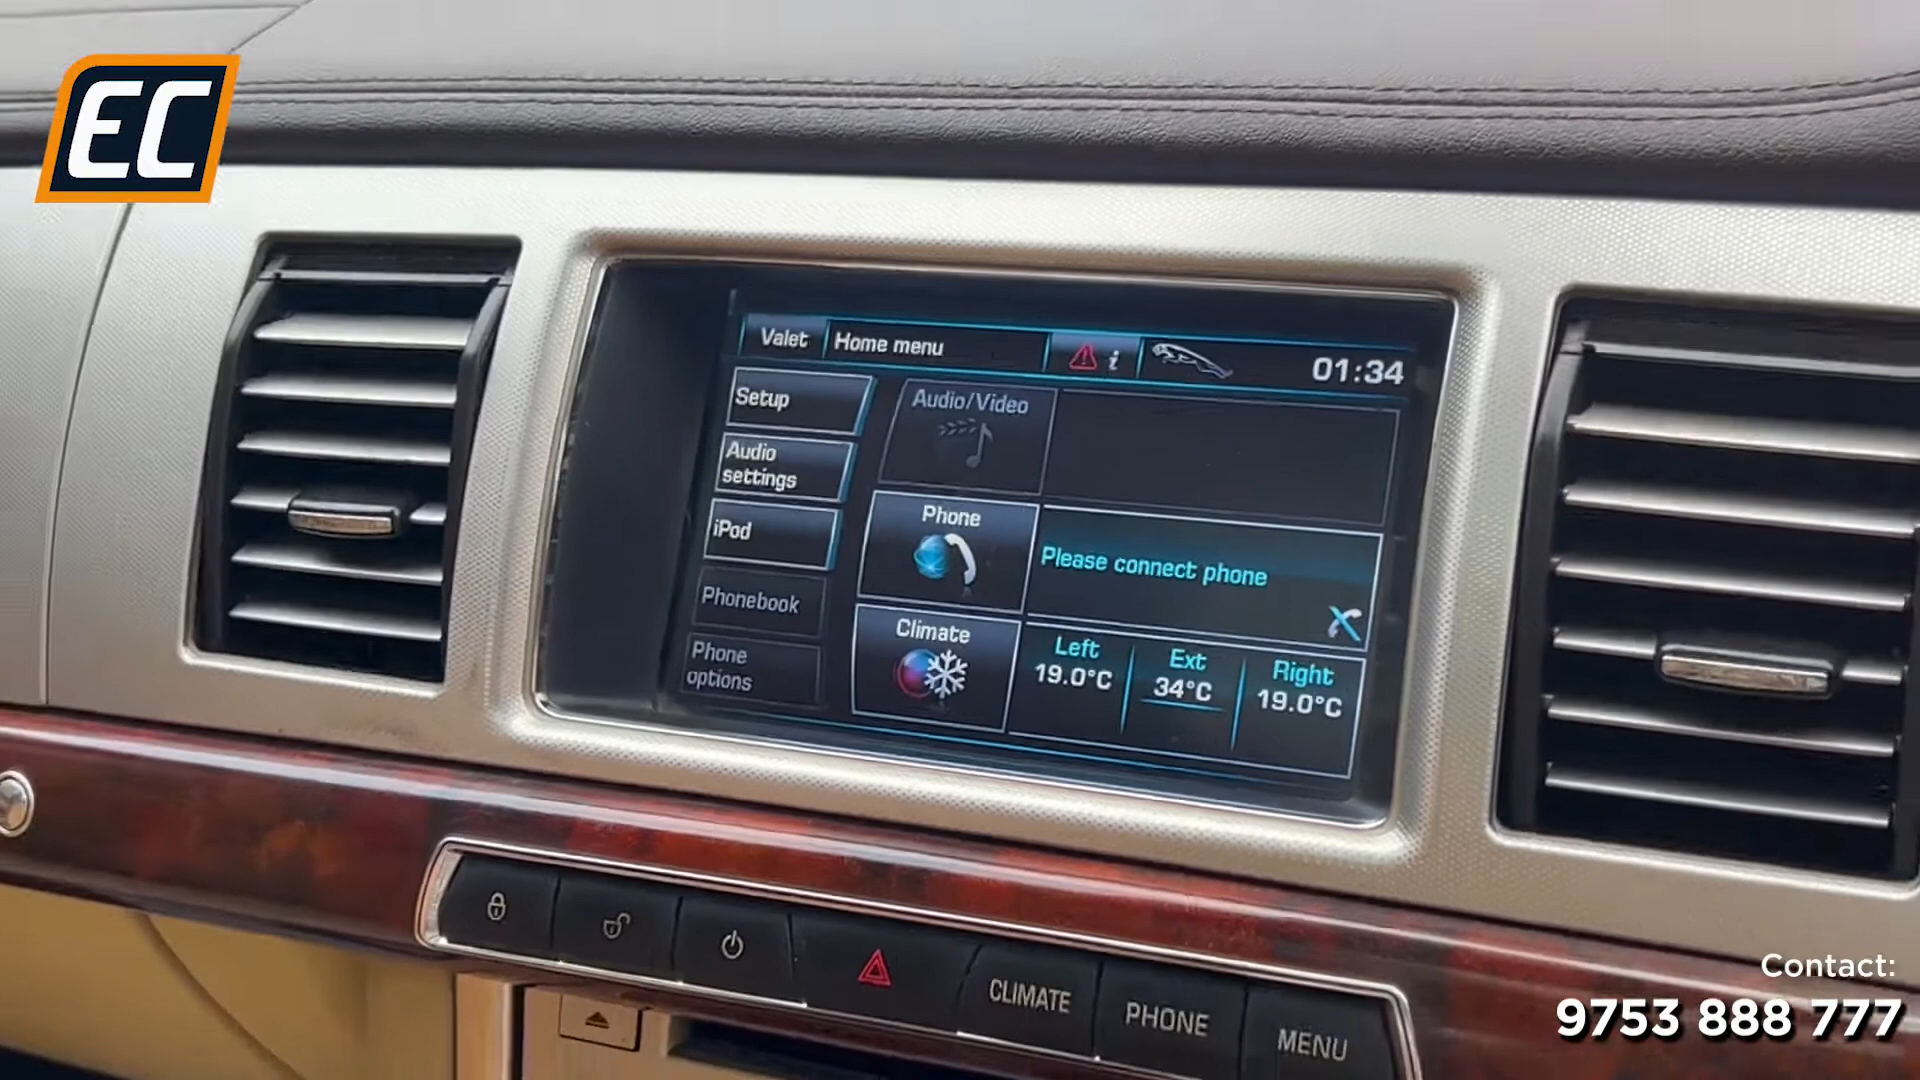 EC
Valet
Home menu
i
01:34
Setup
Audio/Video
Audio
settings
iPod
Phone
Please connect phone
Phonebook
Climate
Left
19.0°C
Ext
34°C
Right
19.0°C
Phone
options
CLIMATE
PHONE
MENU
Contact:
9753 888 777